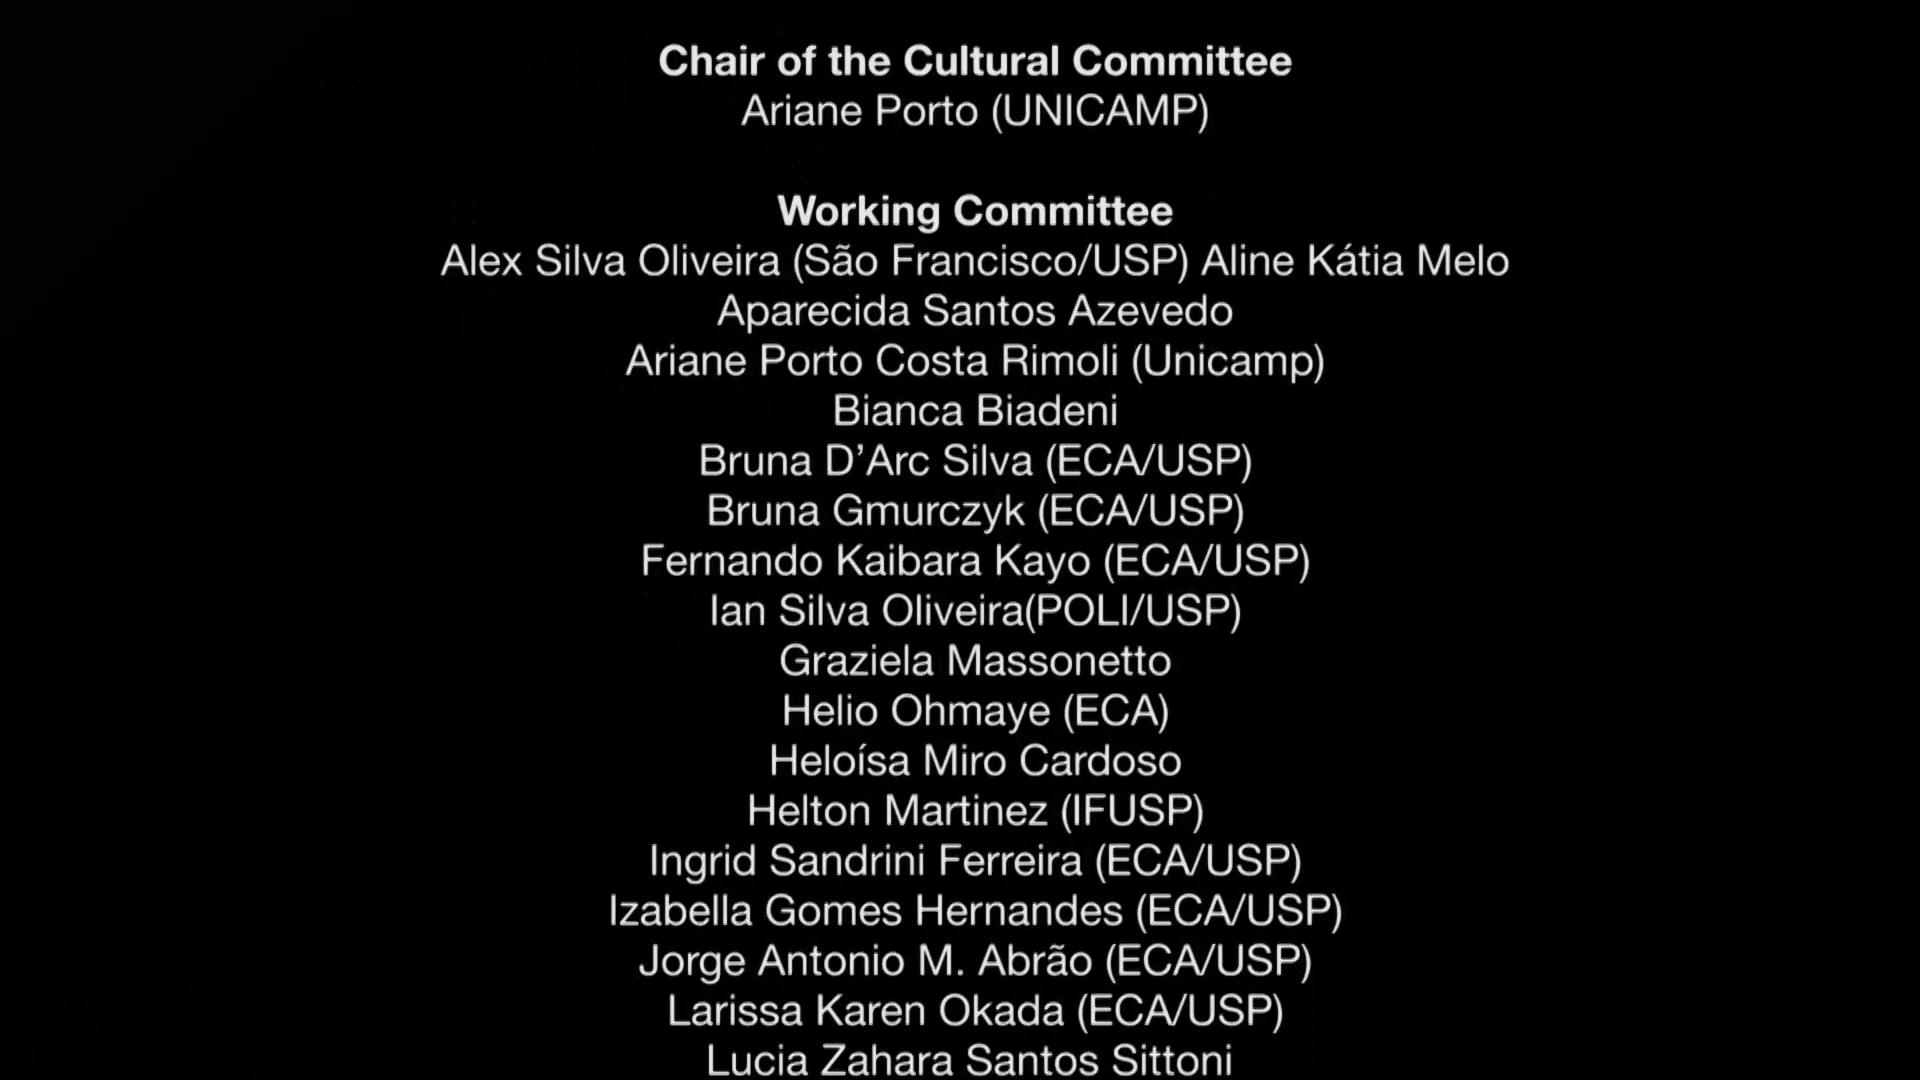 Chair of the Cultural Committee
Ariane Porto (UNICAMP)
Working Committee
Alex Silva Oliveira (São Francisco/USP) Aline Kátia Melo
Aparecida Santos Azevedo
Ariane Porto Costa Rimoli (Unicamp)
Bianca Biadeni
Bruna D’Arc Silva (ECA/USP)
Bruna Gmurczyk (ECA/USP)
Fernando Kaibara Kayo (ECA/USP)
Ian Silva Oliveira(POLI/USP)
Graziela Massonetto
Helio Ohmaye (ECA)
Heloísa Miro Cardoso
Helton Martinez (IFUSP)
Ingrid Sandrini Ferreira (ECA/USP)
Izabella Gomes Hernandes (ECA/USP)
Jorge Antonio M. Abrão (ECA/USP)
Larissa Karen Okada (ECA/USP)
Lucia Zahara Santos Sittoni